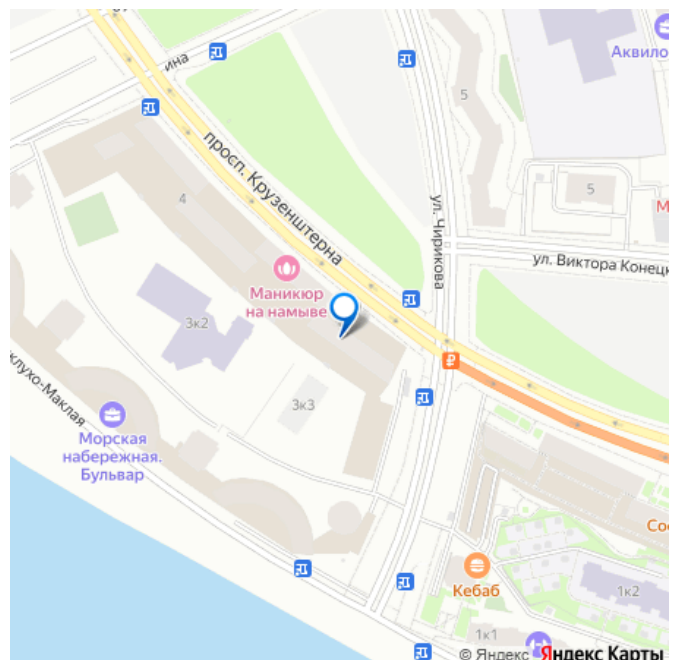 ина
Аквило
5
просп. Крузенштерна
4
ул. Чирикова
5
М
ул. Виктора Конецк
Маникюр
на намыве
3к2
3к3
клухо-Маклая
Морская
набережная.
Бульвар
Сос
Кебаб
1к2
1к1
© Яндекс Яндекс Карты